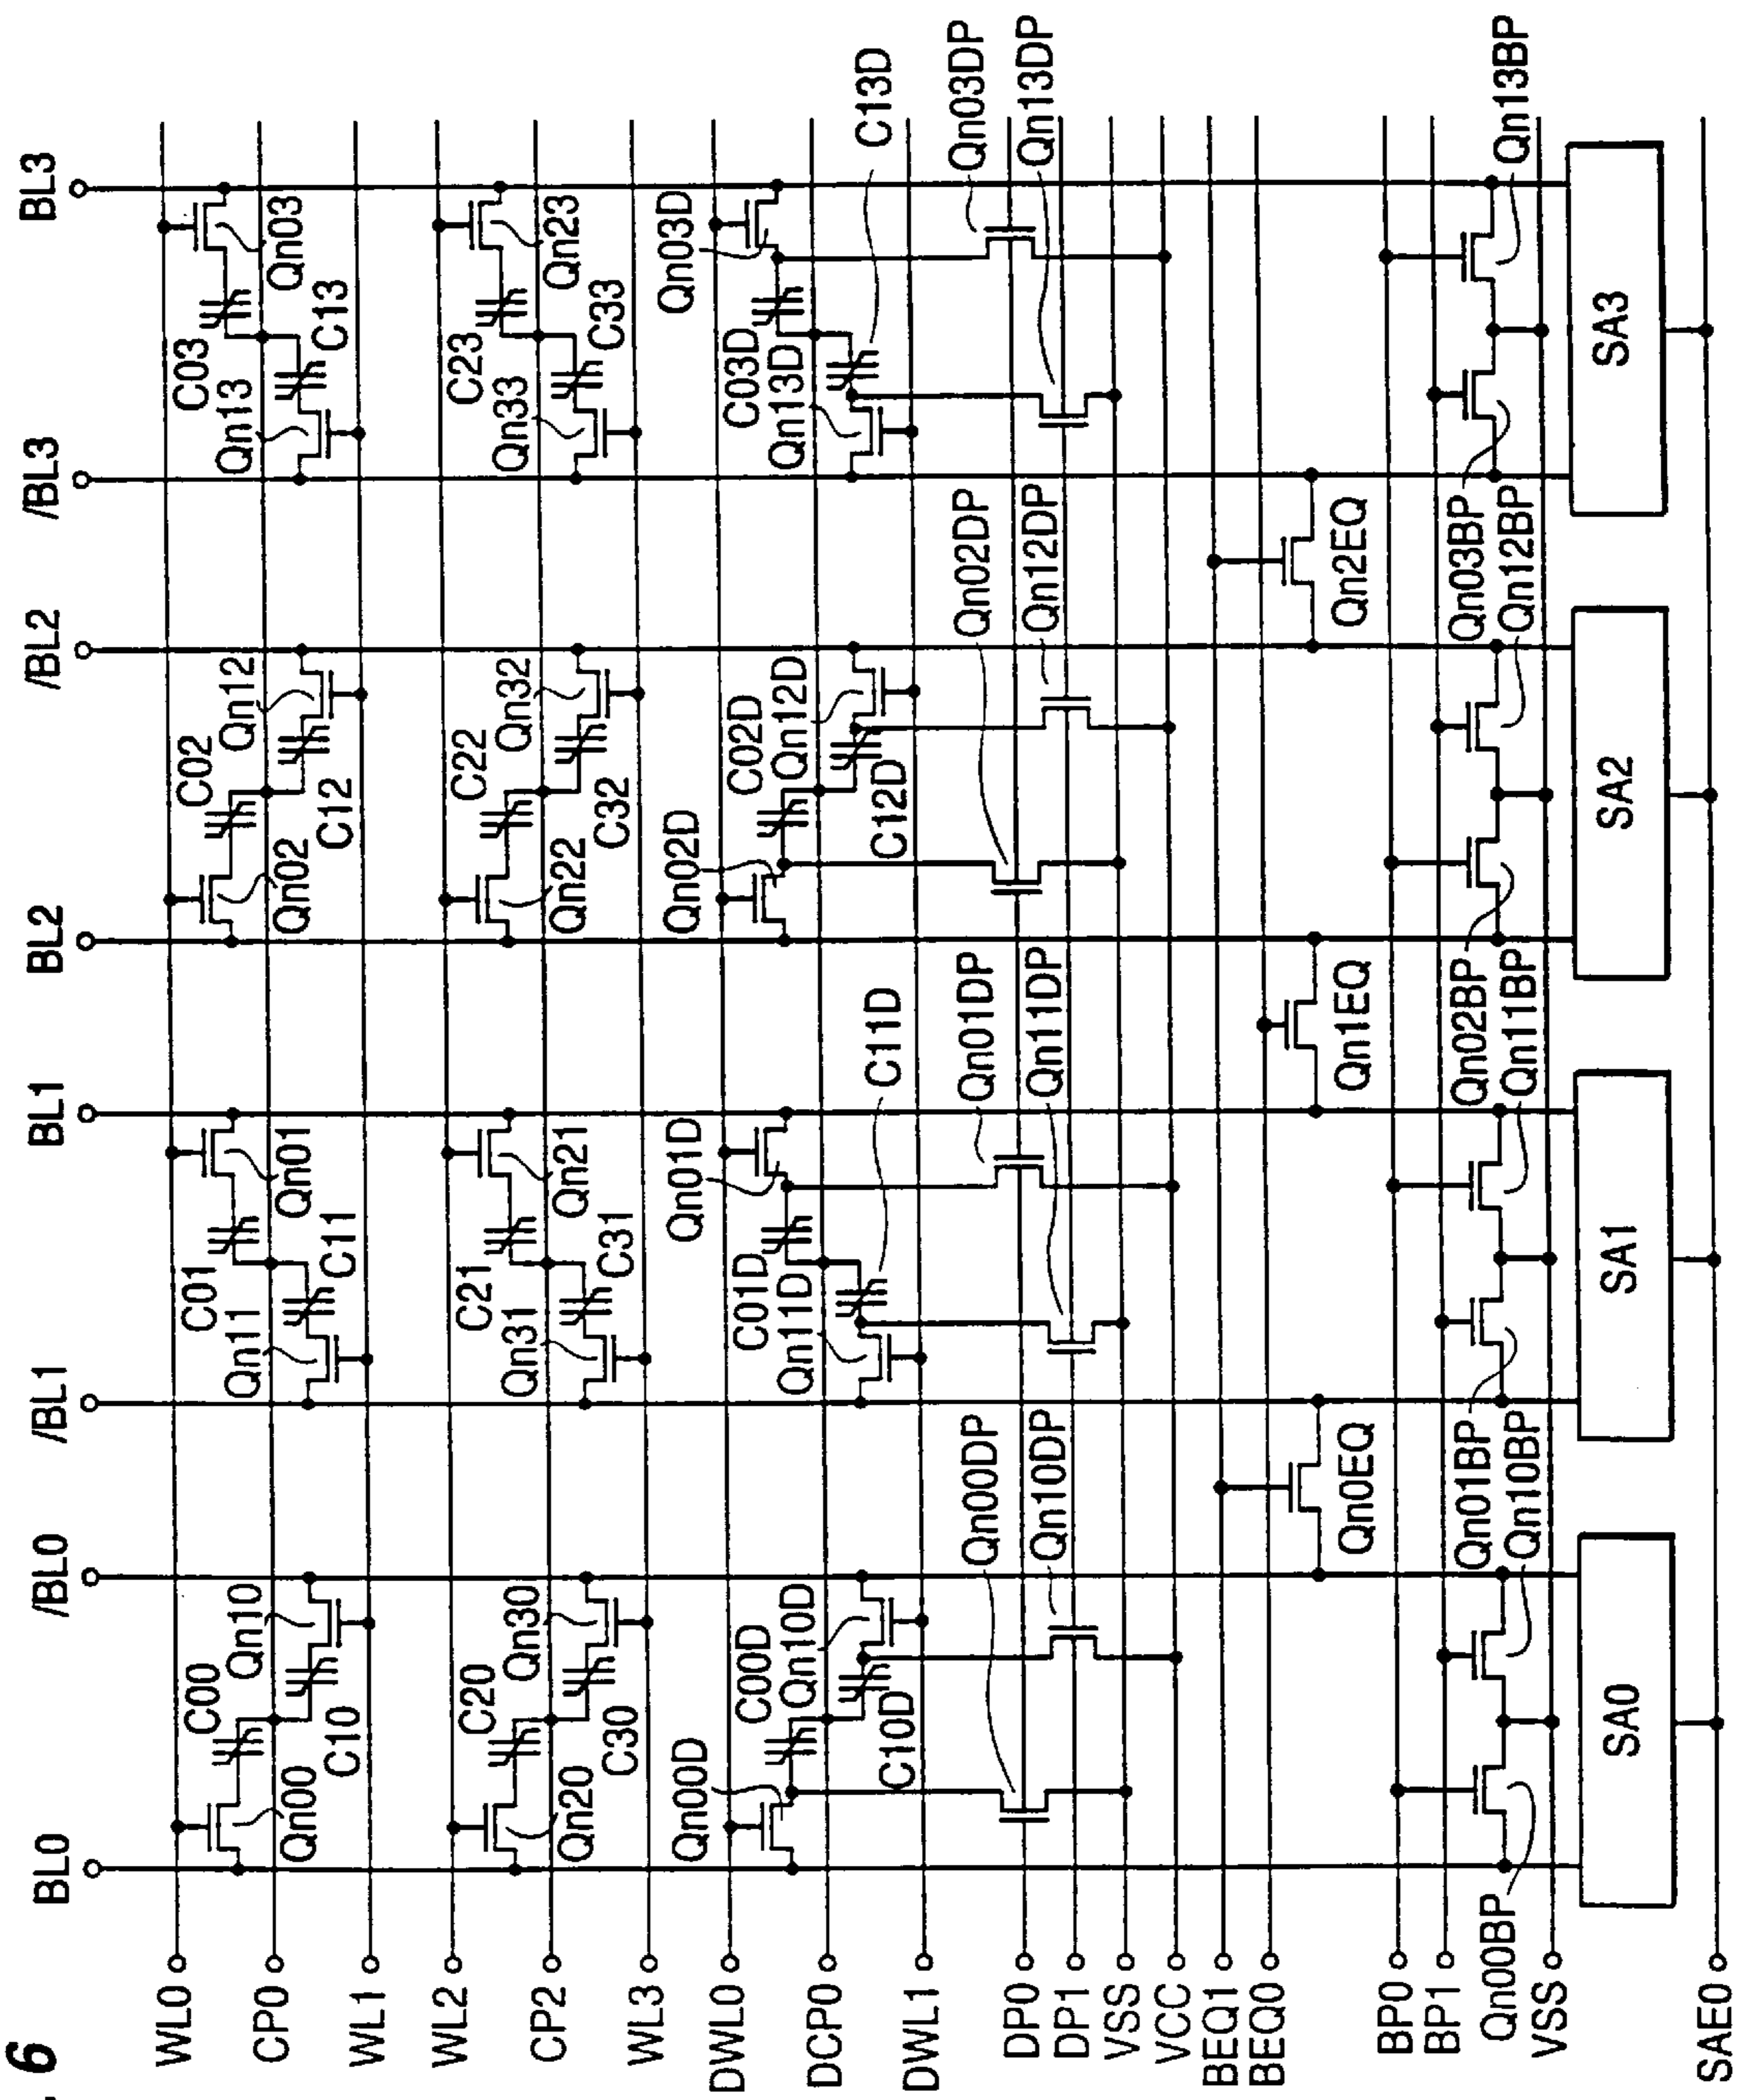 . 6
BL0
/BL0
/BL1
BL1
BL2
/BL2
/BL3
BL3
WL0
CP0
WL1
Qn00
C00
C10
Qn10
Qn11
C01
C11
Qn01
Qn02
C02
C12
Qn12
Qn13
C03
C13
Qn03
WL2
CP2
WL3
Qn20
C20
C30
Qn30
Qn31
C21
C31
Qn21
Qn22
C22
C32
Qn32
Qn33
C23
C33
Qn23
DWL0
DCP0
DWL1
Qn00D
C00D
C10D
Qn10D
Qn11D
C01D
C11D
Qn01D
Qn02D
C02D
C12D
Qn12D
Qn13D
C03D
C13D
Qn03D
DP0
DP1
VSS
VCC
Qn00DP
Qn10DP
Qn01DP
Qn11DP
Qn02DP
Qn12DP
Qn03DP
Qn13DP
BEQ1
BEQ0
Qn0EQ
Qn1EQ
Qn2EQ
BP0
BP1
Qn00BP
VSS
Qn10BP
Qn01BP
Qn11BP
Qn02BP
Qn12BP
Qn03BP
Qn13BP
SA0
SA1
SA2
SA3
SAE0